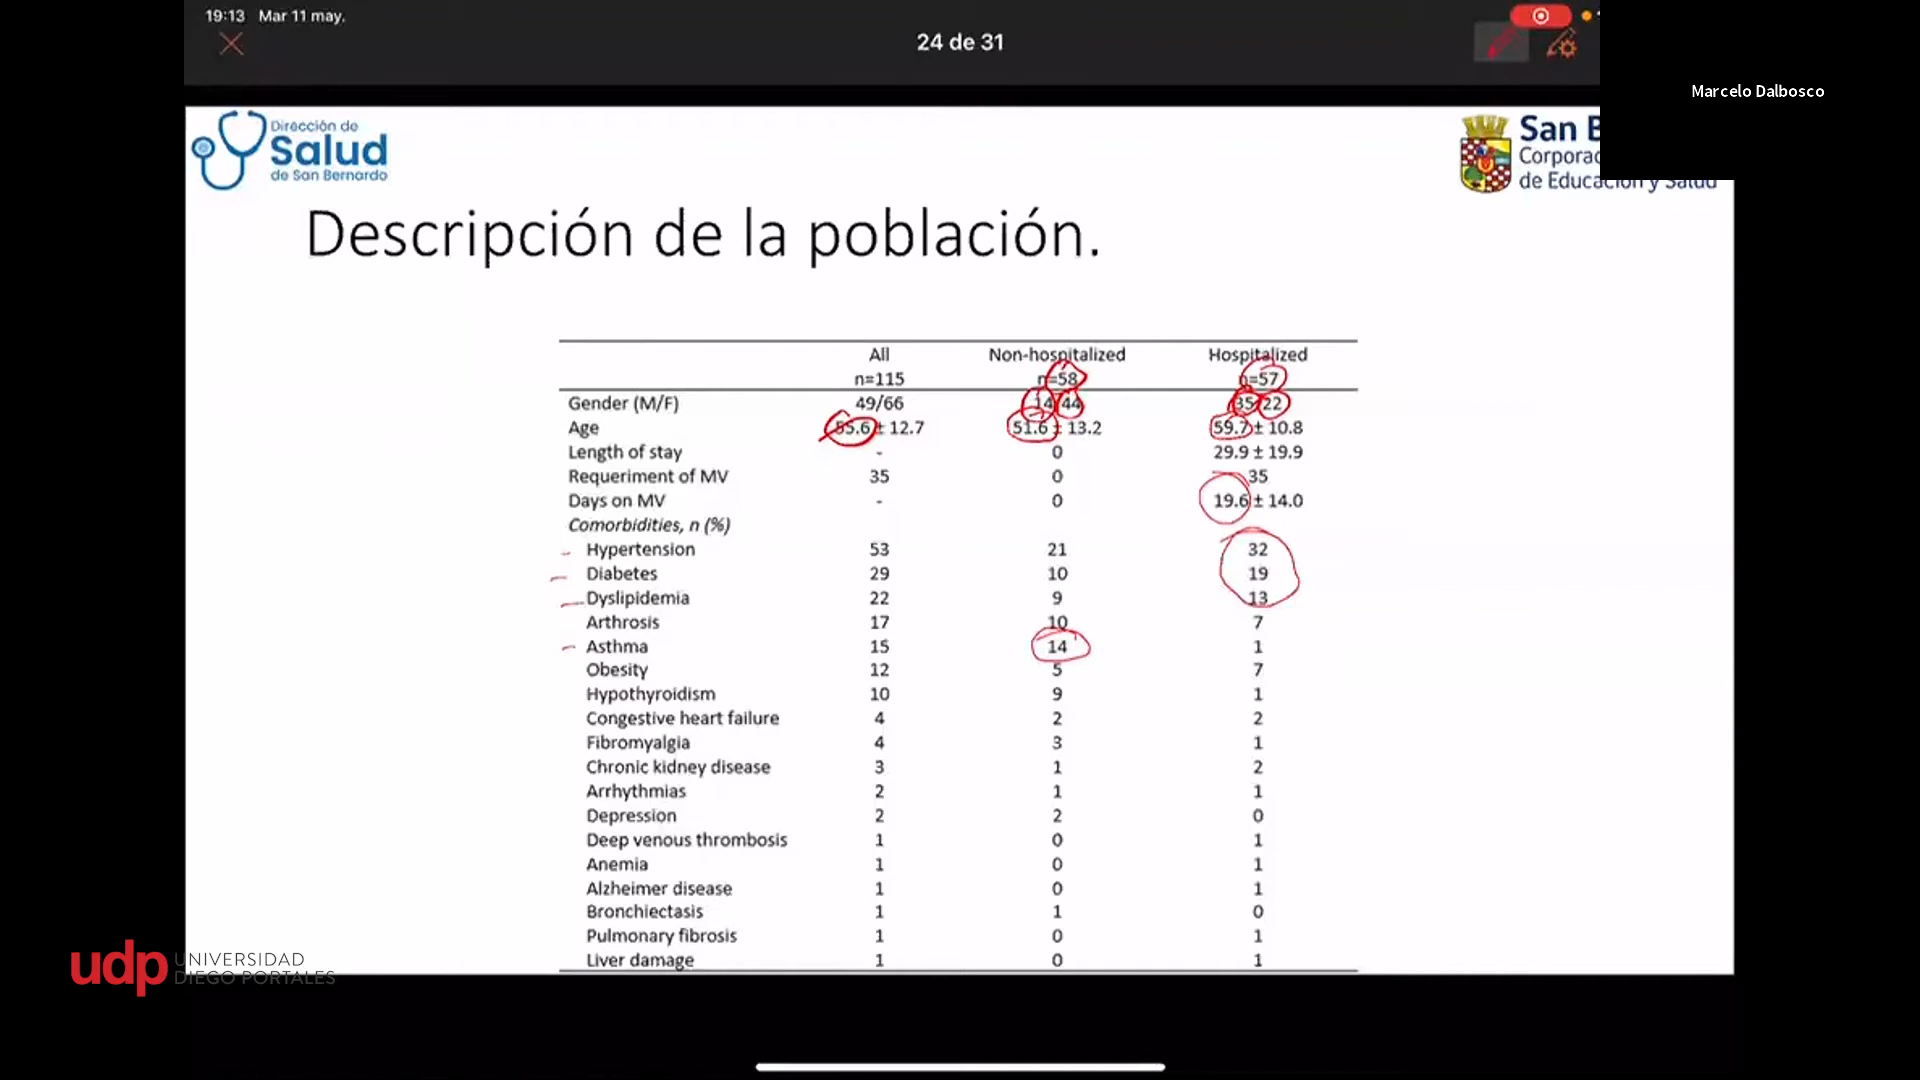 19:13 Mar 11 may.
24 de 31
Marcelo Dalbosco
Dirección de
Salud
de San Bernardo
San B
Corporac
de Educación y Salud
Descripción de la población.
All Non-hospitalized Hospitalized
n=115 n=58 n=57
Gender (M/F) 49/66 14/44 35/22
Age 55.6 ± 12.7 51.6 ± 13.2 59.7 ± 10.8
Length of stay - 0 29.9 ± 19.9
Requeriment of MV 35 0 35
Days on MV - 0 19.6 ± 14.0
Comorbidities, n (%)
Hypertension 53 21 32
Diabetes 29 10 19
Dyslipidemia 22 9 13
Arthrosis 17 10 7
Asthma 15 14 1
Obesity 12 5 7
Hypothyroidism 10 9 1
Congestive heart failure 4 2 2
Fibromyalgia 4 3 1
Chronic kidney disease 3 1 2
Arrhythmias 2 1 1
Depression 2 2 0
Deep venous thrombosis 1 0 1
Anemia 1 0 1
Alzheimer disease 1 0 1
Bronchiectasis 1 1 0
Pulmonary fibrosis 1 0 1
Liver damage 1 0 1
udp UNIVERSIDAD
DIEGO PORTALES